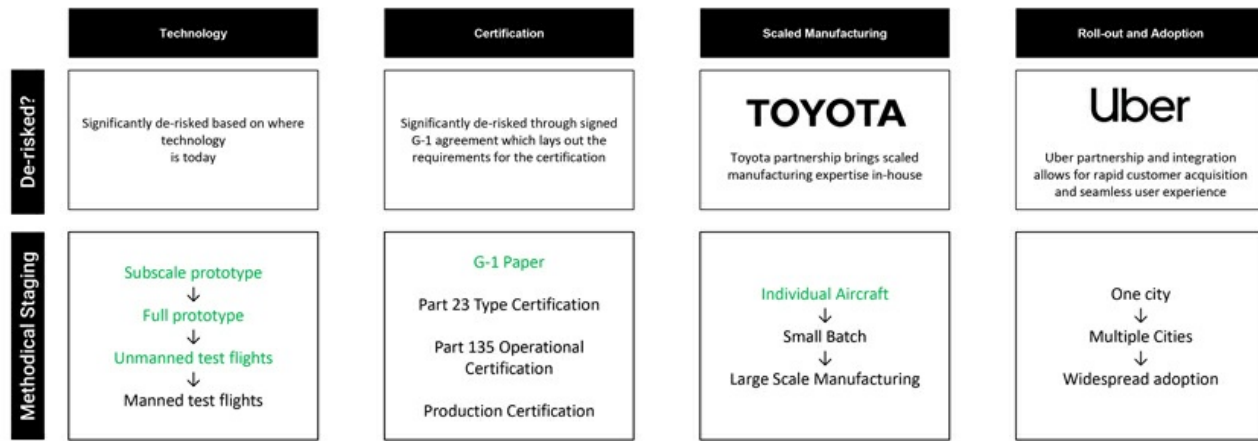 Technology
Certification
Scaled Manufacturing
Roll-out and Adoption
De-risked?
Significantly de-risked based on where
technology
is today
Significantly de-risked through signed
G-1 agreement which lays out the
requirements for the certification
TOYOTA
Toyota partnership brings scaled
manufacturing expertise in-house
Uber
Uber partnership and integration
allows for rapid customer acquisition
and seamless user experience
Methodical Staging
Subscale prototype
↓
Full prototype
↓
Unmanned test flights
↓
Manned test flights
G-1 Paper
Part 23 Type Certification
Part 135 Operational
Certification
Production Certification
Individual Aircraft
↓
Small Batch
↓
Large Scale Manufacturing
One city
↓
Multiple Cities
↓
Widespread adoption